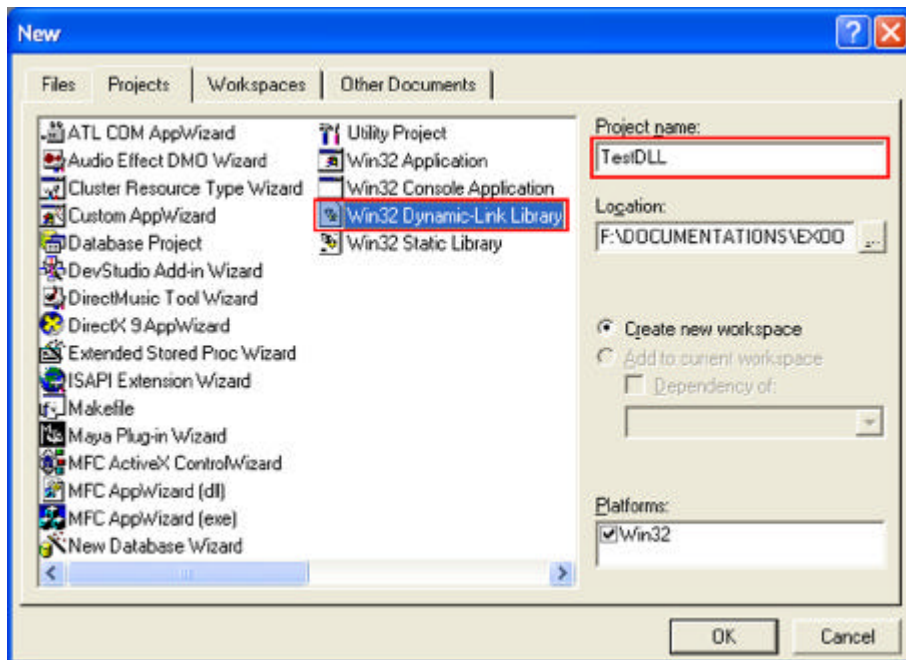 New
Files
Projects
Workspaces
Other Documents
ATL COM AppWizard
Audio Effect DMO Wizard
Cluster Resource Type Wizard
Custom AppWizard
Database Project
DevStudio Add-in Wizard
DirectMusic Tool Wizard
DirectX 9 AppWizard
Extended Stored Proc Wizard
ISAPI Extension Wizard
Makefile
Maya Plug-in Wizard
MFC ActiveX ControlWizard
MFC AppWizard (dll)
MFC AppWizard (exe)
New Database Wizard
Utility Project
Win32 Application
Win32 Console Application
Win32 Dynamic-Link Library
Win32 Static Library
Project name:
TestDLL
Location:
F:\DOCUMENTATIONS\EXOO
...
Create new workspace
Add to current workspace
Dependency of:
Platforms:
Win32
OK
Cancel